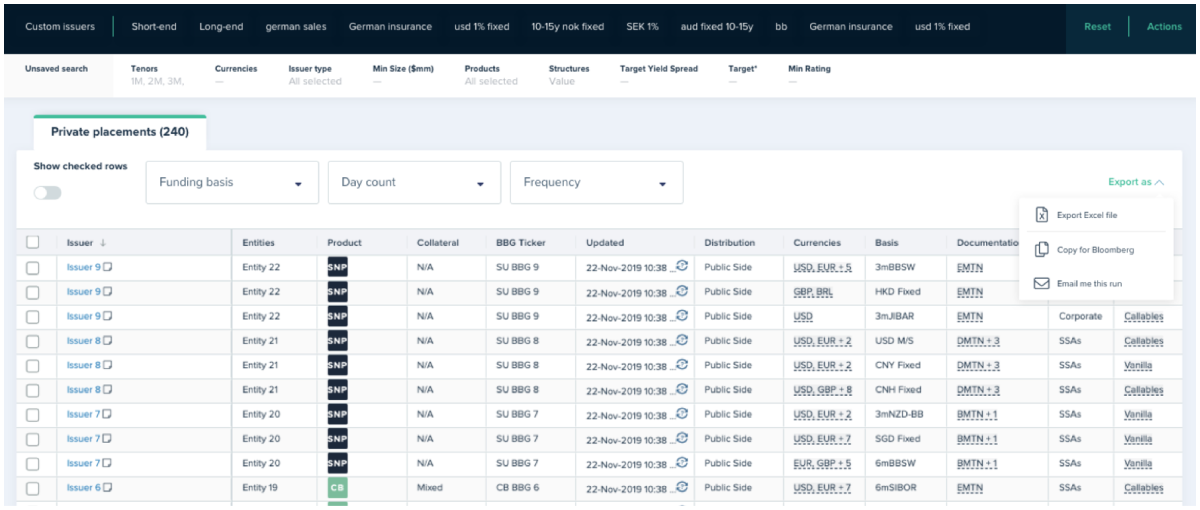 Custom issuers Short-end Long-end german sales German insurance usd 1% fixed 10-15y nok fixed SEK 1% aud fixed 10-15y bb German insurance usd 1% fixed Reset Actions
Unsaved search Tenors Currencies Issuer type Min Size ($mm) Products Structures Target Yield Spread Target* Min Rating
1M, 2M, 3M, — All selected — All selected Value — — —
Private placements (240)
Show checked rows
Funding basis Day count Frequency Export as
Export Excel file
Issuer ↓ Entities Product Collateral BBG Ticker Updated Distribution Currencies Basis Documentatio
Copy for Bloomberg
Issuer 9 Entity 22 SNP N/A SU BBG 9 22-Nov-2019 10:38 ... Public Side USD, EUR + 5 3mBBSW EMTN
Email me this run
Issuer 9 Entity 22 SNP N/A SU BBG 9 22-Nov-2019 10:38 ... Public Side GBP, BRL HKD Fixed EMTN
Issuer 9 Entity 22 SNP N/A SU BBG 9 22-Nov-2019 10:38 ... Public Side USD 3mJIBAR EMTN Corporate Callables
Issuer 8 Entity 21 SNP N/A SU BBG 8 22-Nov-2019 10:38 ... Public Side USD, EUR + 2 USD M/S DMTN + 3 SSAs Callables
Issuer 8 Entity 21 SNP N/A SU BBG 8 22-Nov-2019 10:38 ... Public Side USD, EUR + 2 CNY Fixed DMTN + 3 SSAs Vanilla
Issuer 8 Entity 21 SNP N/A SU BBG 8 22-Nov-2019 10:38 ... Public Side USD, GBP + 8 CNH Fixed DMTN + 3 SSAs Callables
Issuer 7 Entity 20 SNP N/A SU BBG 7 22-Nov-2019 10:38 ... Public Side USD, EUR + 2 3mNZD-BB BMTN + 1 SSAs Vanilla
Issuer 7 Entity 20 SNP N/A SU BBG 7 22-Nov-2019 10:38 ... Public Side USD, EUR + 7 SGD Fixed BMTN + 1 SSAs Vanilla
Issuer 7 Entity 20 SNP N/A SU BBG 7 22-Nov-2019 10:38 ... Public Side EUR, GBP + 5 6mBBSW BMTN + 1 SSAs Vanilla
Issuer 6 Entity 19 CB Mixed CB BBG 6 22-Nov-2019 10:38 ... Public Side USD, EUR + 7 6mSIBOR EMTN SSAs Callables